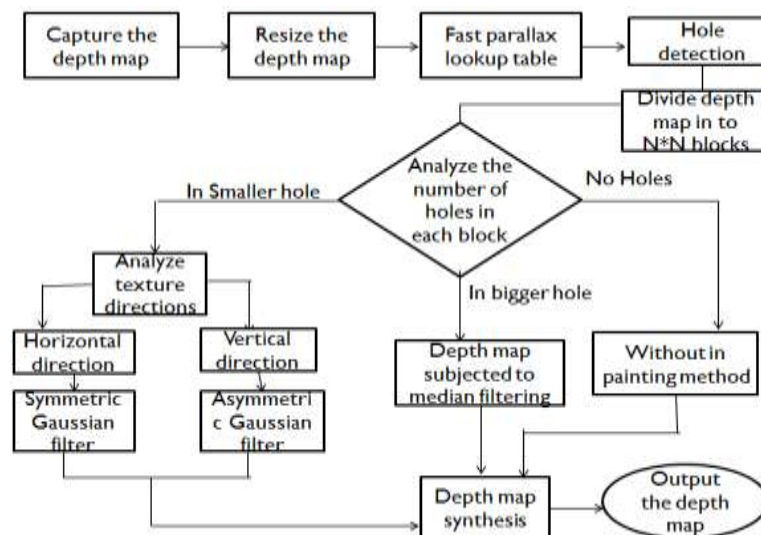 Capture the
depth map
Resize the
depth map
Fast parallax
lookup table
Hole
detection
Divide depth
map in to
N*N blocks
Analyze the
number of
holes in
each block
In Smaller hole
No Holes
In bigger hole
Analyze
texture
directions
Horizontal
direction
Vertical
direction
Symmetric
Gaussian
filter
Asymmetri
c Gaussian
filter
Depth map
subjected to
median filtering
Without in
painting method
Depth map
synthesis
Output
the depth
map